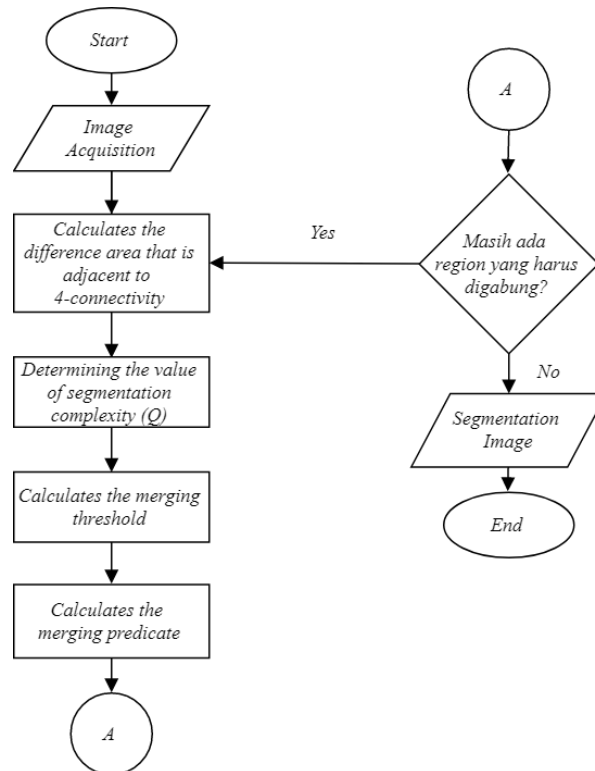 Start
Image
Acquisition
Calculates the
difference area that is
adjacent to
4-connectivity
Determining the value
of segmentation
complexity (Q)
Calculates the merging
threshold
Calculates the
merging predicate
A
A
Masih ada
region yang harus
digabung?
Yes
No
Segmentation
Image
End